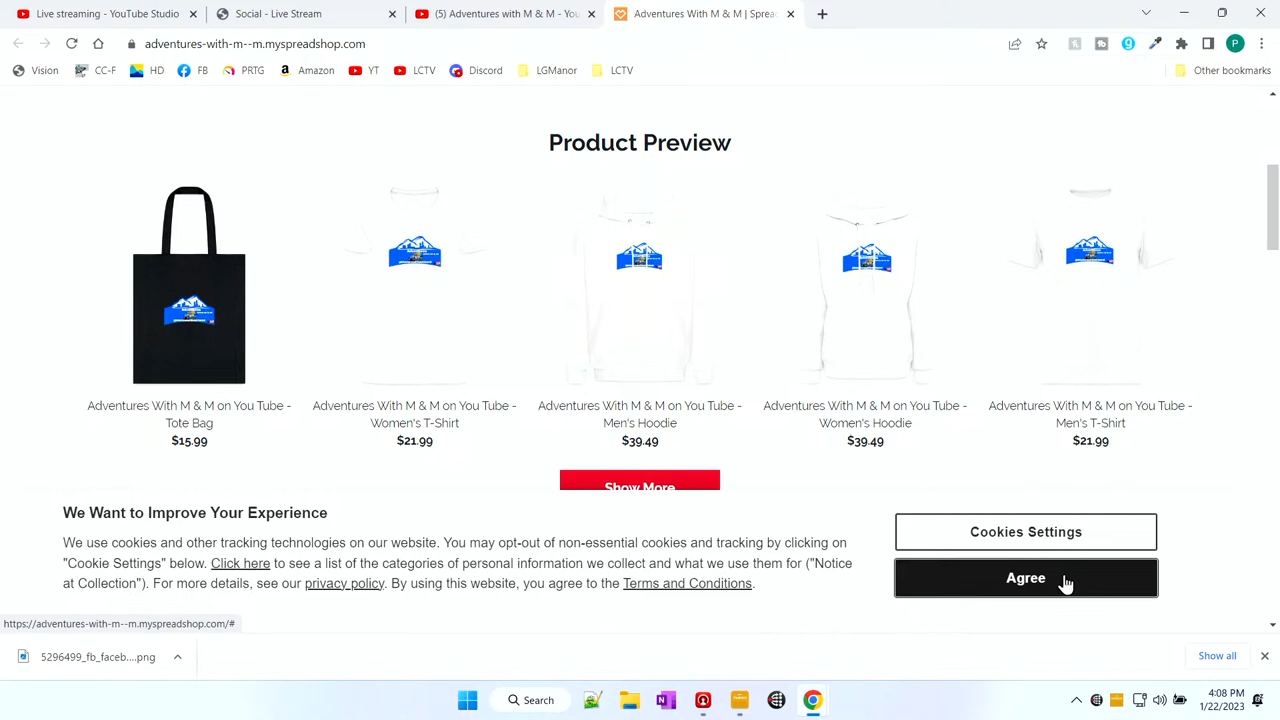 Live streaming - YouTube Studio
Social - Live Stream
(5) Adventures with M & M - You
Adventures With M & M | Sprea
adventures-with-m--m.myspreadshop.com
P
Vision
CC-F
HD
FB
PRTG
Amazon
YT
LCTV
Discord
LGManor
LCTV
Other bookmarks
Product Preview
Adventures With M & M on You Tube -
Tote Bag
$15.99
Adventures With M & M on You Tube -
Women's T-Shirt
$21.99
Adventures With M & M on You Tube -
Men's Hoodie
$39.49
Adventures With M & M on You Tube -
Women's Hoodie
$39.49
Adventures With M & M on You Tube -
Men's T-Shirt
$21.99
Show More
We Want to Improve Your Experience
We use cookies and other tracking technologies on our website. You may opt-out of non-essential cookies and tracking by clicking on
"Cookie Settings" below. Click here to see a list of the categories of personal information we collect and what we use them for ("Notice
at Collection"). For more details, see our privacy policy. By using this website, you agree to the Terms and Conditions.
Cookies Settings
Agree
https://adventures-with-m--m.myspreadshop.com/#
5296499_fb_faceb....png
Show all
Search
4:08 PM
1/22/2023